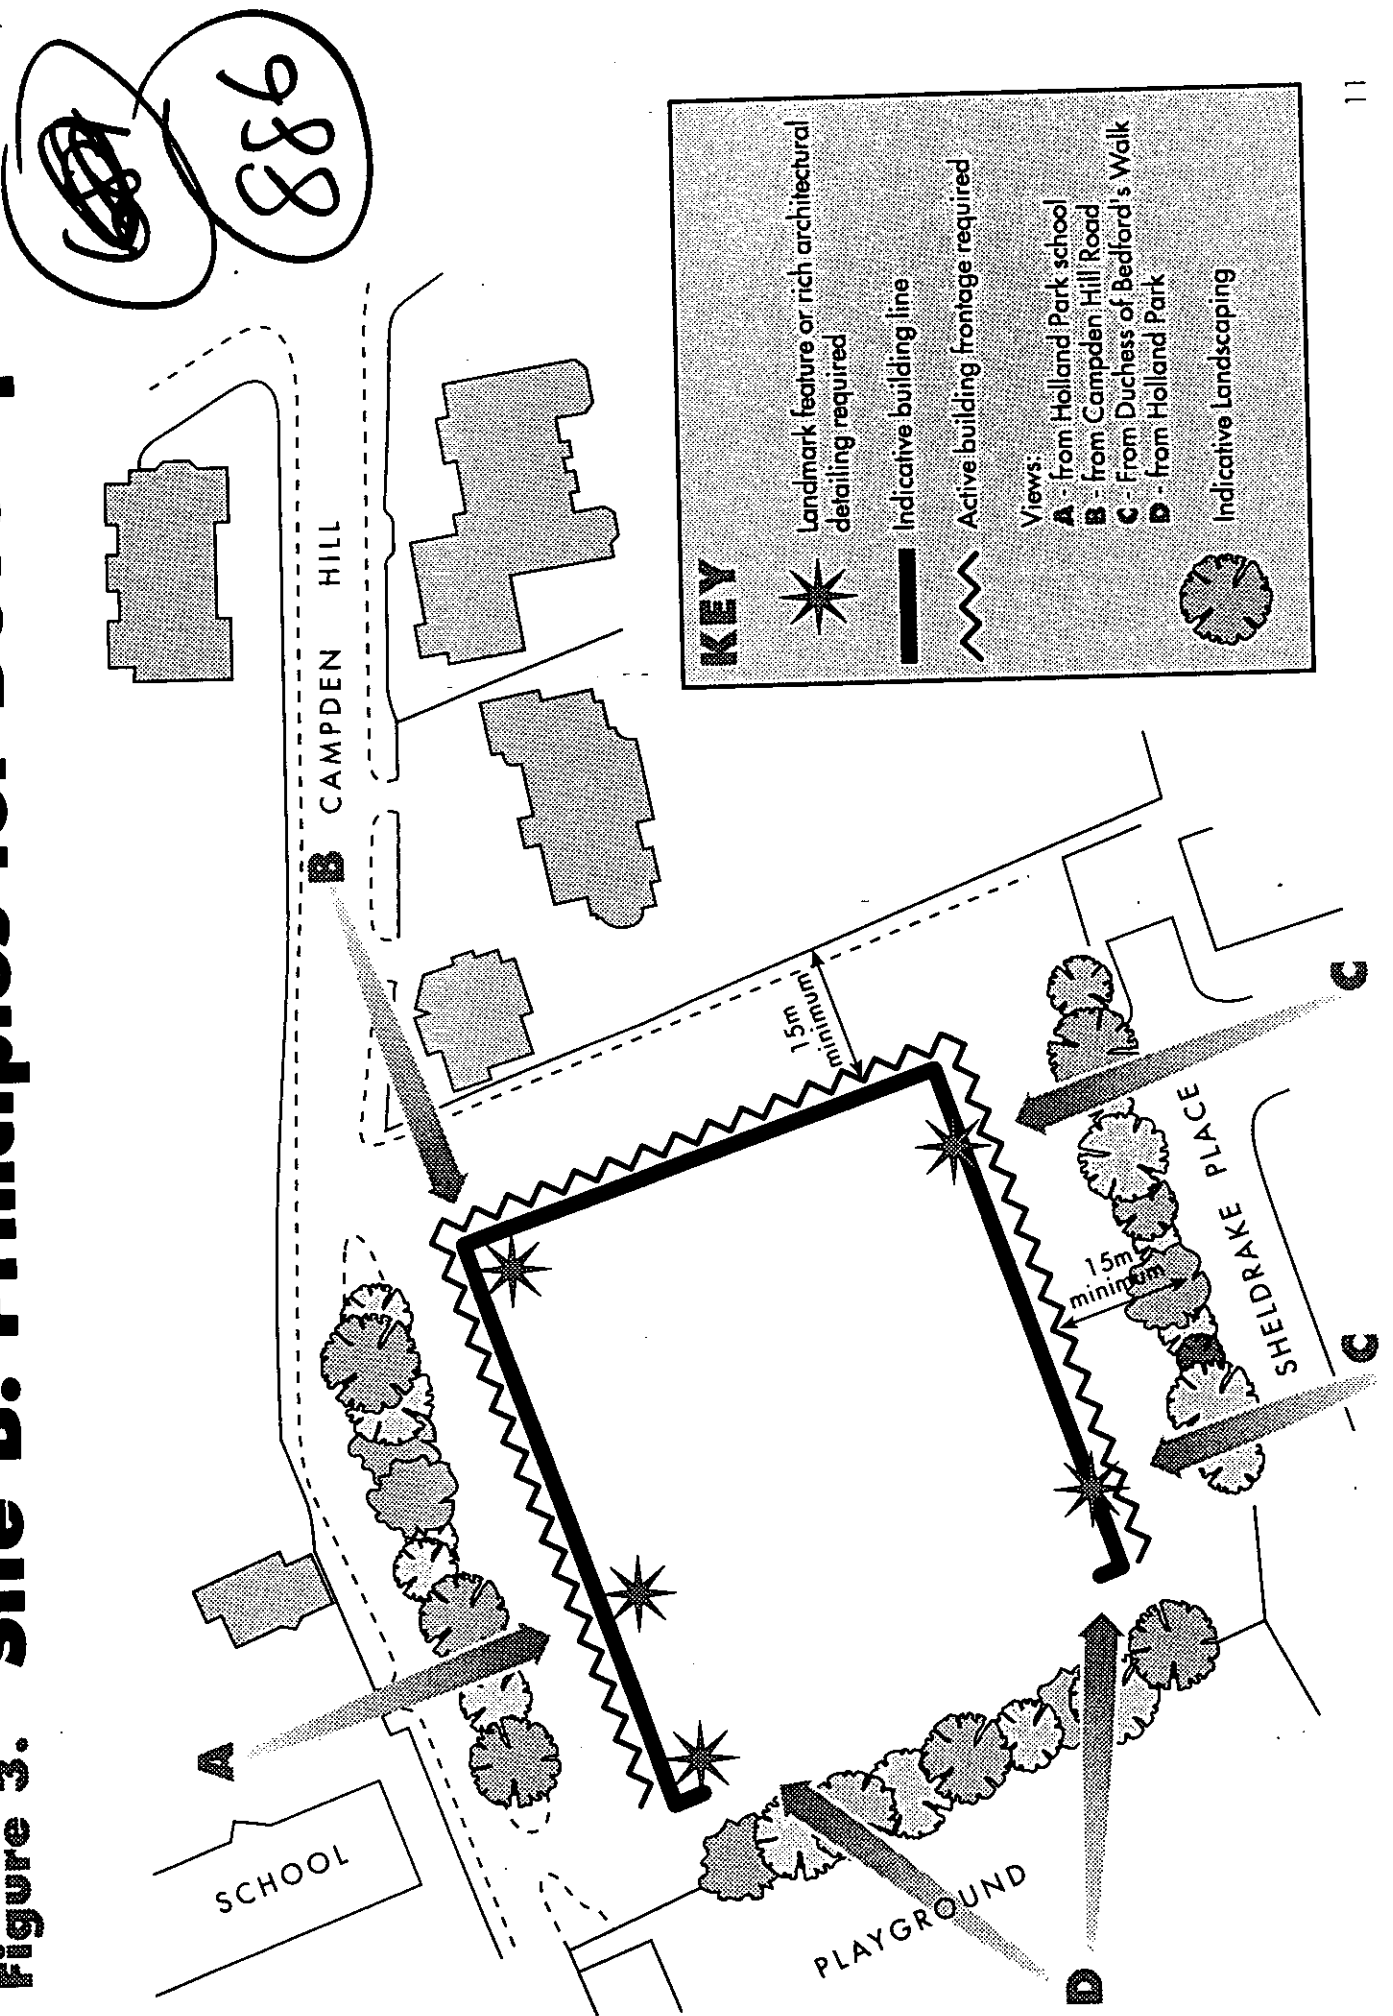 Figure 3. Site B: Principles for Development
986
SCHOOL
A
B
CAMPDEN HILL
15m
minimum
15m
minimum
SHELDRAKE PLACE
C
C
PLAYGROUND
D
KEY
Landmark feature or rich architectural
detailing required
Indicative building line
Active building frontage required
Views:
A - from Holland Park school
B - from Campden Hill Road
C - From Duchess of Bedford's Walk
D - from Holland Park
Indicative Landscaping
11